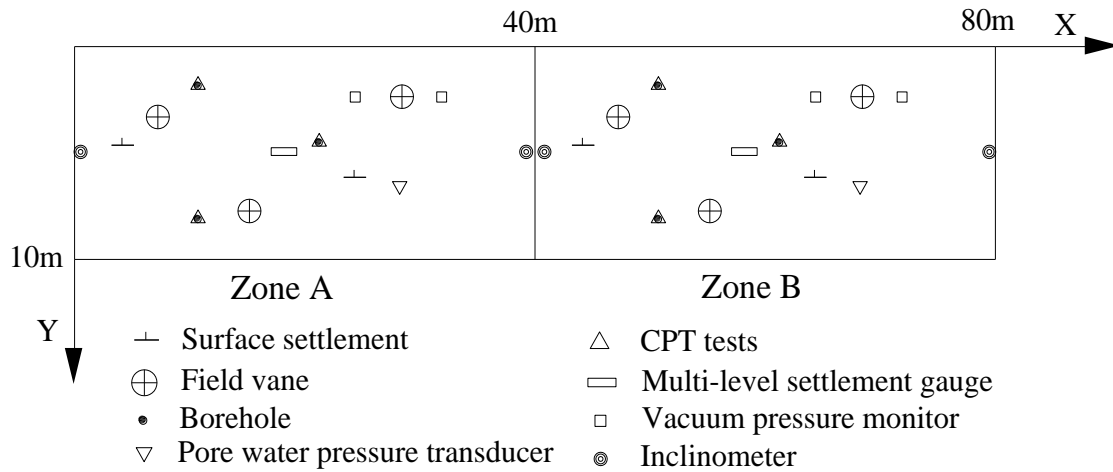 40m
80m
X
10m
Zone A
Zone B
Y
Surface settlement
CPT tests
Field vane
Multi-level settlement gauge
Borehole
Vacuum pressure monitor
Pore water pressure transducer
Inclinometer